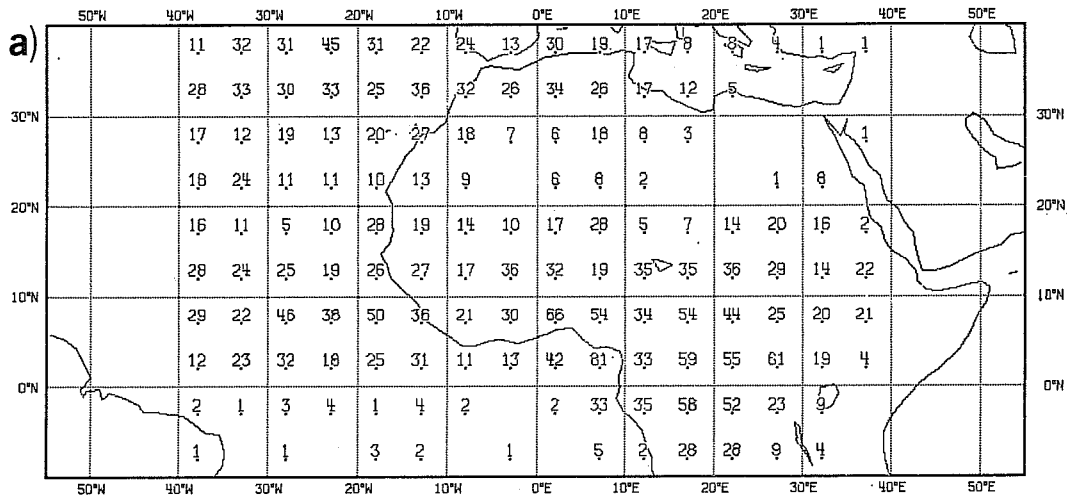 50°W 40°W 30°W 20°W 10°W 0°E 10°E 20°E 30°E 40°E 50°E
a) 11 32 31 45 31 22 24 13 30 19 17 8 8 4 1 1
28 33 30 33 25 36 32 26 34 26 17 12 5
30°N 30°N
17 12 19 13 20 27 18 7 6 18 8 3 1
18 24 11 11 10 13 9 6 8 2 1 8
20°N 20°N
16 11 5 10 28 19 14 10 17 28 5 7 14 20 16 2
28 24 25 19 26 27 17 36 32 19 35 35 36 29 14 22
10°N 10°N
29 22 46 38 50 36 21 30 66 54 34 54 44 25 20 21
12 23 32 18 25 31 11 13 42 81 33 59 55 61 19 4
0°N 0°N
2 1 3 4 1 4 2 2 33 35 58 52 23 9
1 1 3 2 1 5 2 28 28 9 4
50°W 40°W 30°W 20°W 10°W 0°E 10°E 20°E 30°E 40°E 50°E